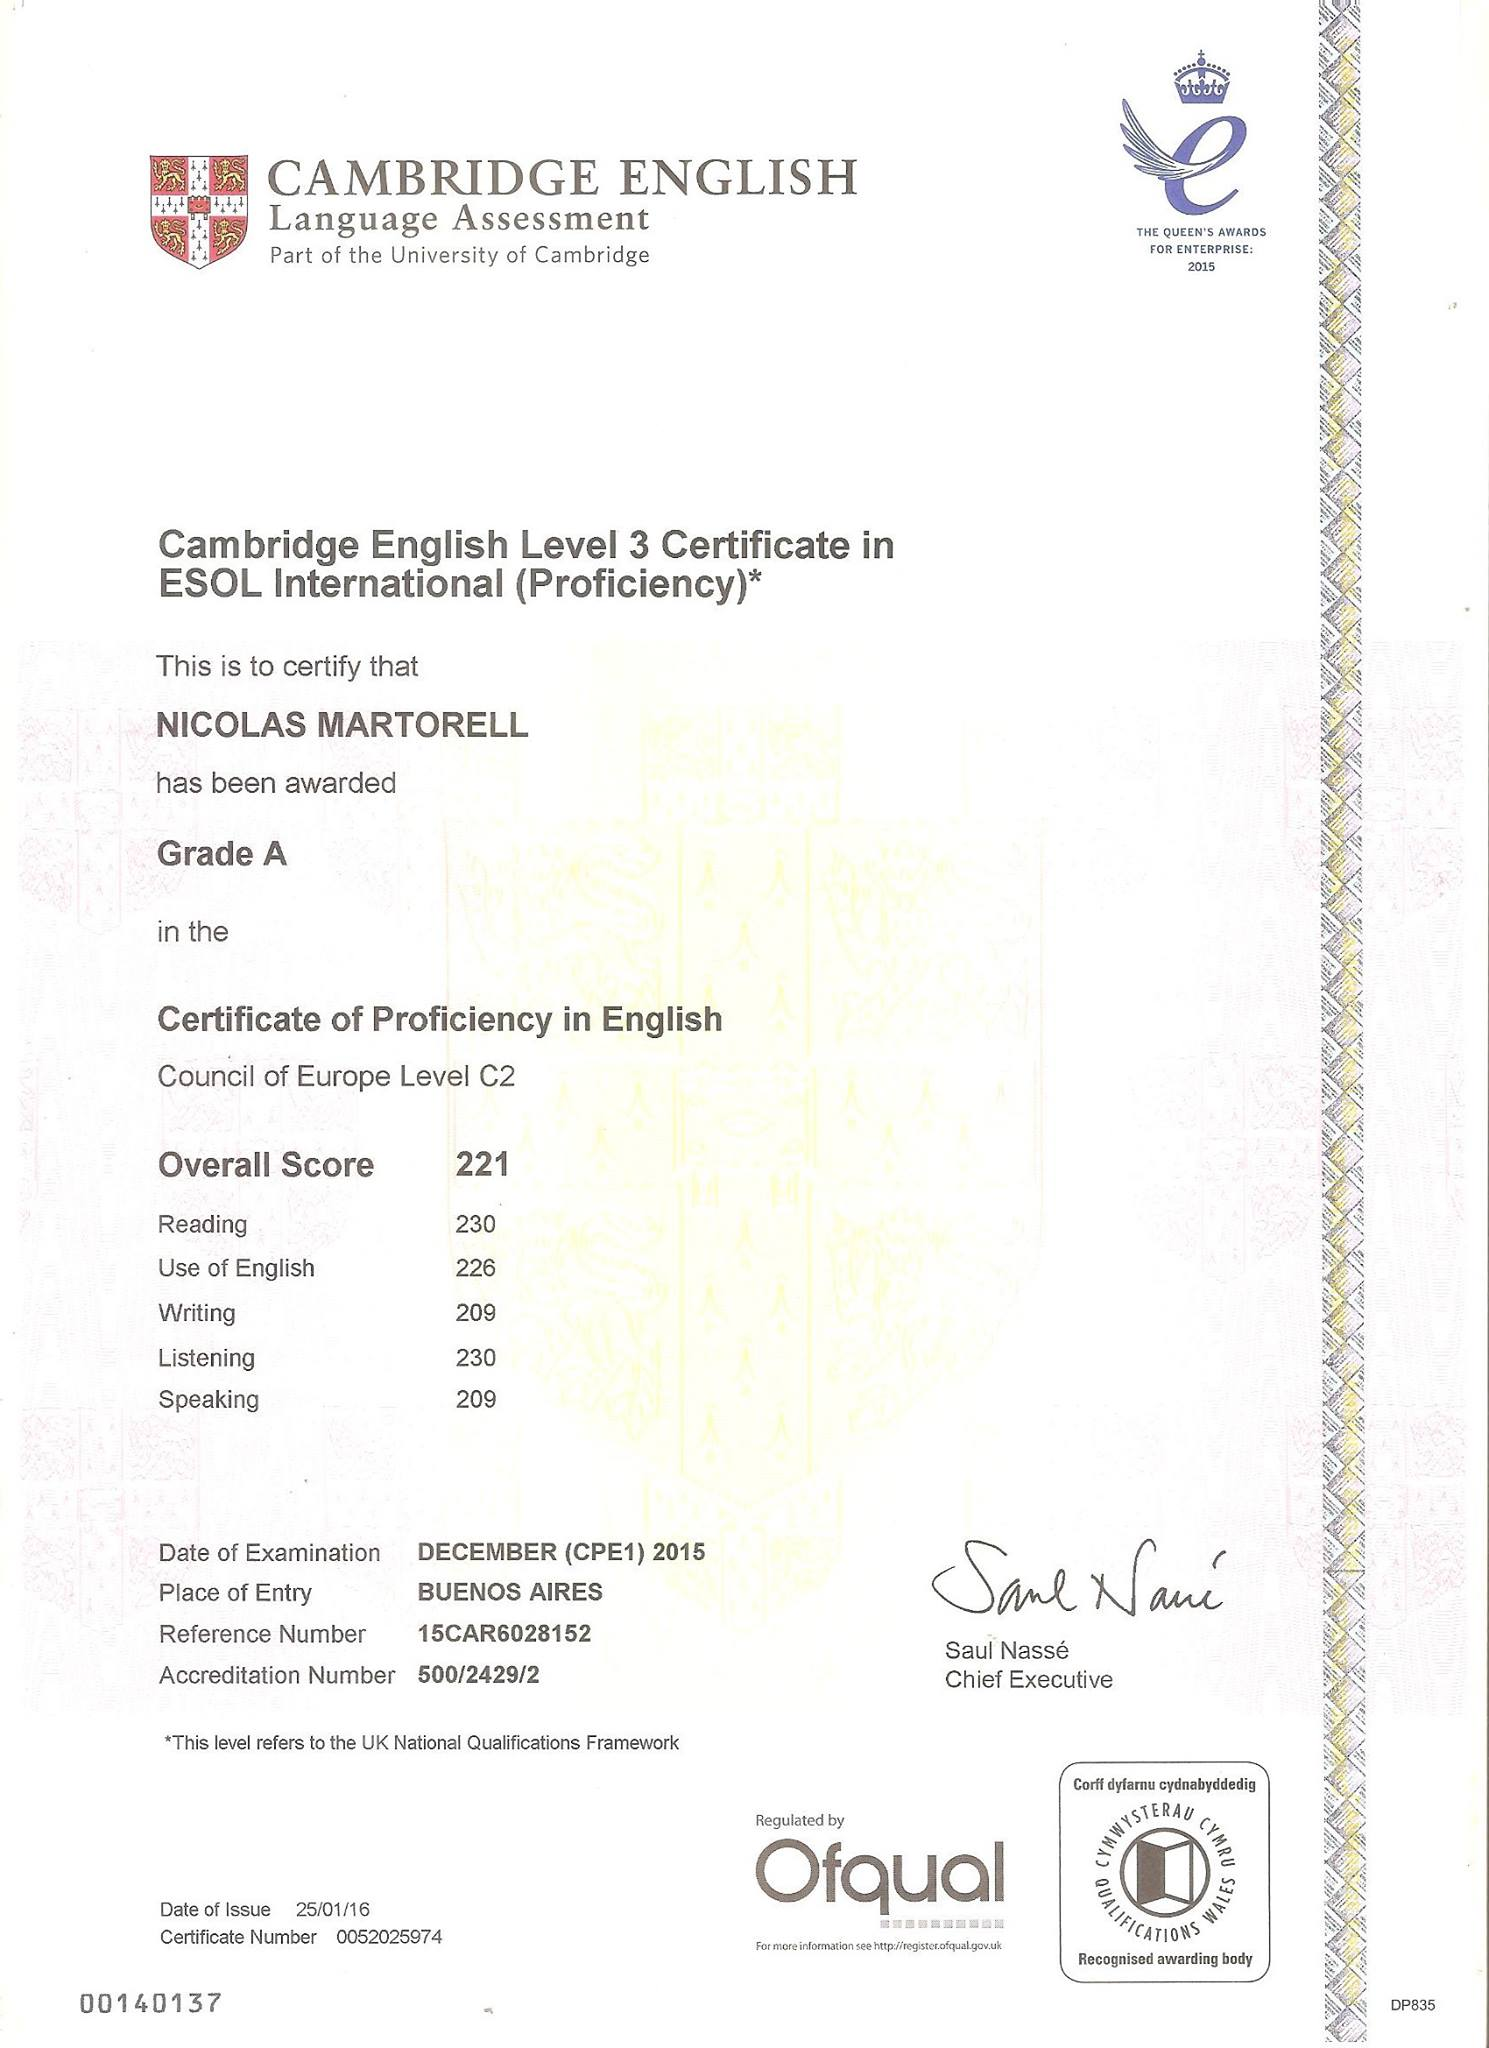 CAMBRIDGE ENGLISH
Language Assessment
Part of the University of Cambridge
THE QUEEN'S AWARDS
FOR ENTERPRISE:
2015
Cambridge English Level 3 Certificate in
ESOL International (Proficiency)*
This is to certify that
NICOLAS MARTORELL
has been awarded
Grade A
in the
Certificate of Proficiency in English
Council of Europe Level C2
Overall Score 221
Reading 230
Use of English 226
Writing 209
Listening 230
Speaking 209
Date of Examination DECEMBER (CPE1) 2015
Place of Entry BUENOS AIRES
Reference Number 15CAR6028152
Accreditation Number 500/2429/2
Saul Nassé
Saul Nassé
Chief Executive
*This level refers to the UK National Qualifications Framework
Regulated by
Ofqual
For more information see http://register.ofqual.gov.uk
Corff dyfarnu cydnabyddedig
CYMWYSTERAU CYMRU
QUALIFICATIONS WALES
Recognised awarding body
Date of Issue 25/01/16
Certificate Number 0052025974
00140137
DP835